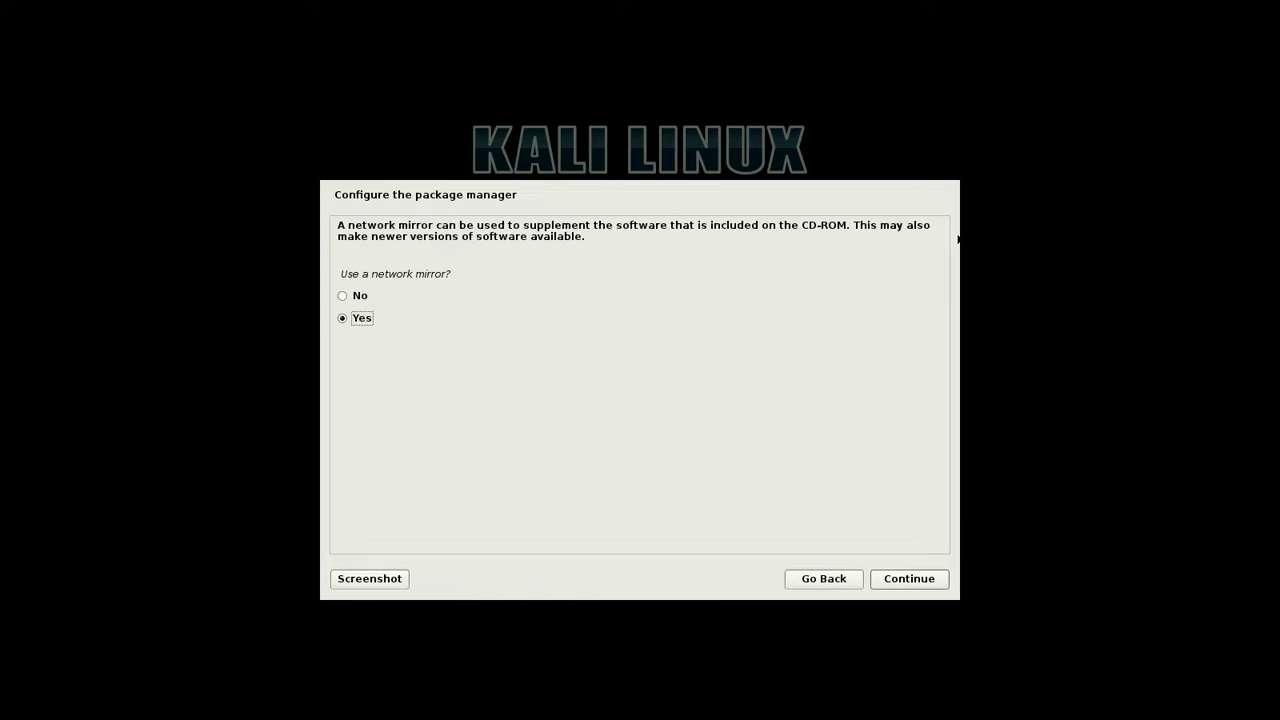 KALI LINUX
Configure the package manager
A network mirror can be used to supplement the software that is included on the CD-ROM. This may also
make newer versions of software available.
Use a network mirror?
No
Yes
Screenshot
Go Back
Continue